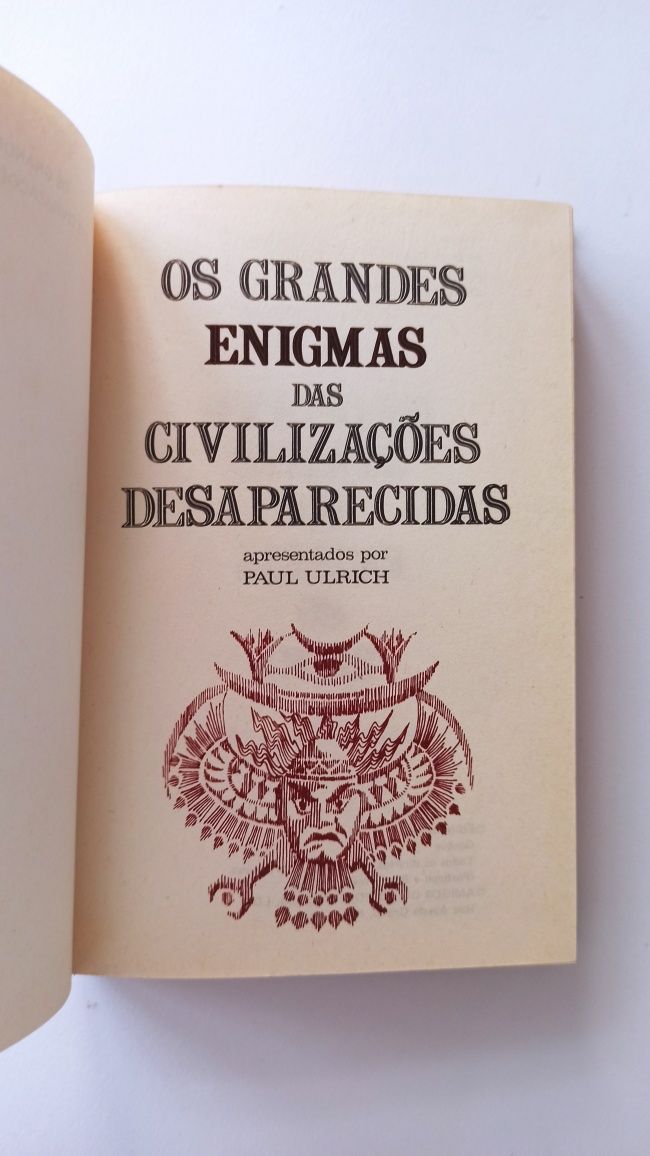 OS GRANDES
ENIGMAS
DAS
CIVILIZAÇÕES
DESAPARECIDAS
apresentados por
PAUL ULRICH